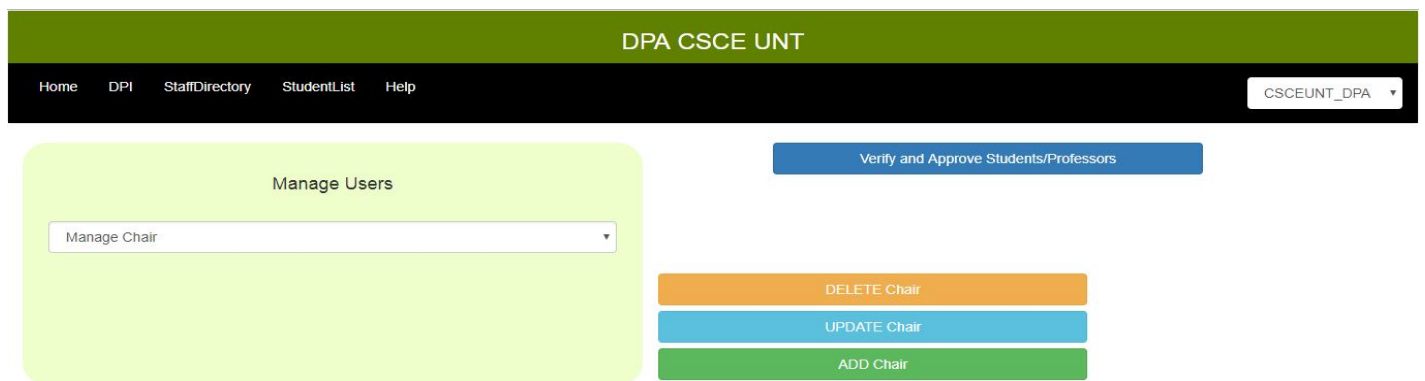 DPA CSCE UNT
Home DPI StaffDirectory StudentList Help
CSCEUNT_DPA
Verify and Approve Students/Professors
Manage Users
Manage Chair
DELETE Chair
UPDATE Chair
ADD Chair